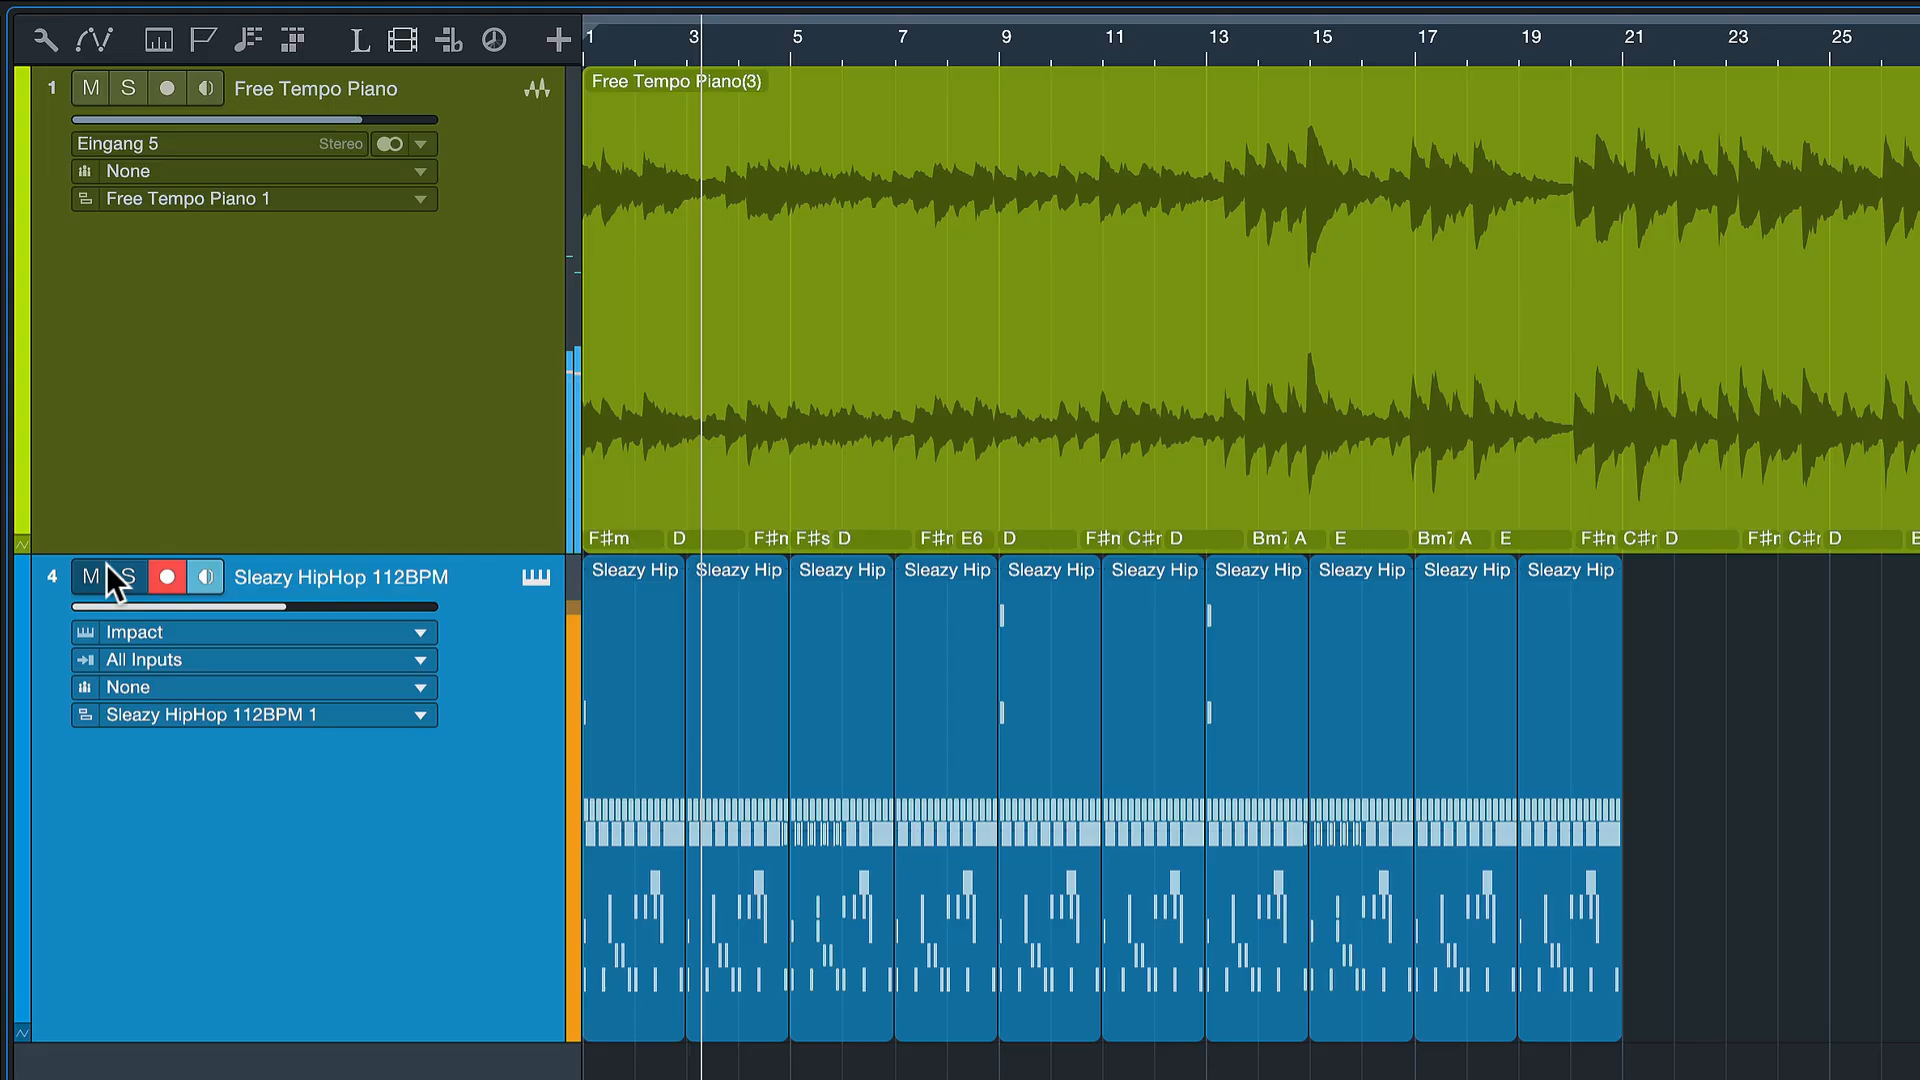 1 3 5 7 9 11 13 15 17 19 21 23 25
1 M S Free Tempo Piano
Free Tempo Piano(3)
Eingang 5 Stereo
None
Free Tempo Piano 1
F#m D F#m F#s D F#m E6 D F#m C#r D Bm7 A E Bm7 A E F#m C#r D F#m C#r D E
4 M S Sleazy HipHop 112BPM
Sleazy Hip Sleazy Hip Sleazy Hip Sleazy Hip Sleazy Hip Sleazy Hip Sleazy Hip Sleazy Hip Sleazy Hip Sleazy Hip
Impact
All Inputs
None
Sleazy HipHop 112BPM 1